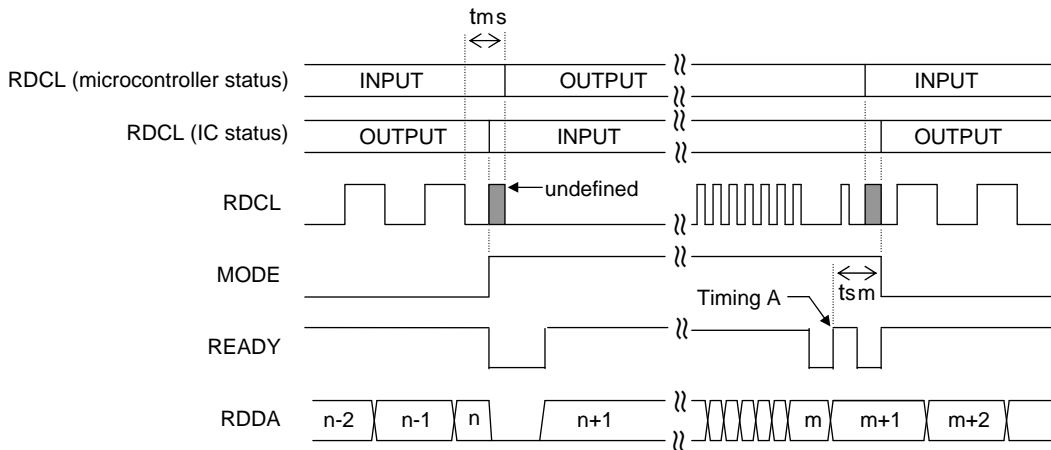 tms
RDCL (microcontroller status) INPUT OUTPUT INPUT
RDCL (IC status) OUTPUT INPUT OUTPUT
RDCL undefined
MODE
Timing A tsm
READY
RDDA n-2 n-1 n n+1 m m+1 m+2